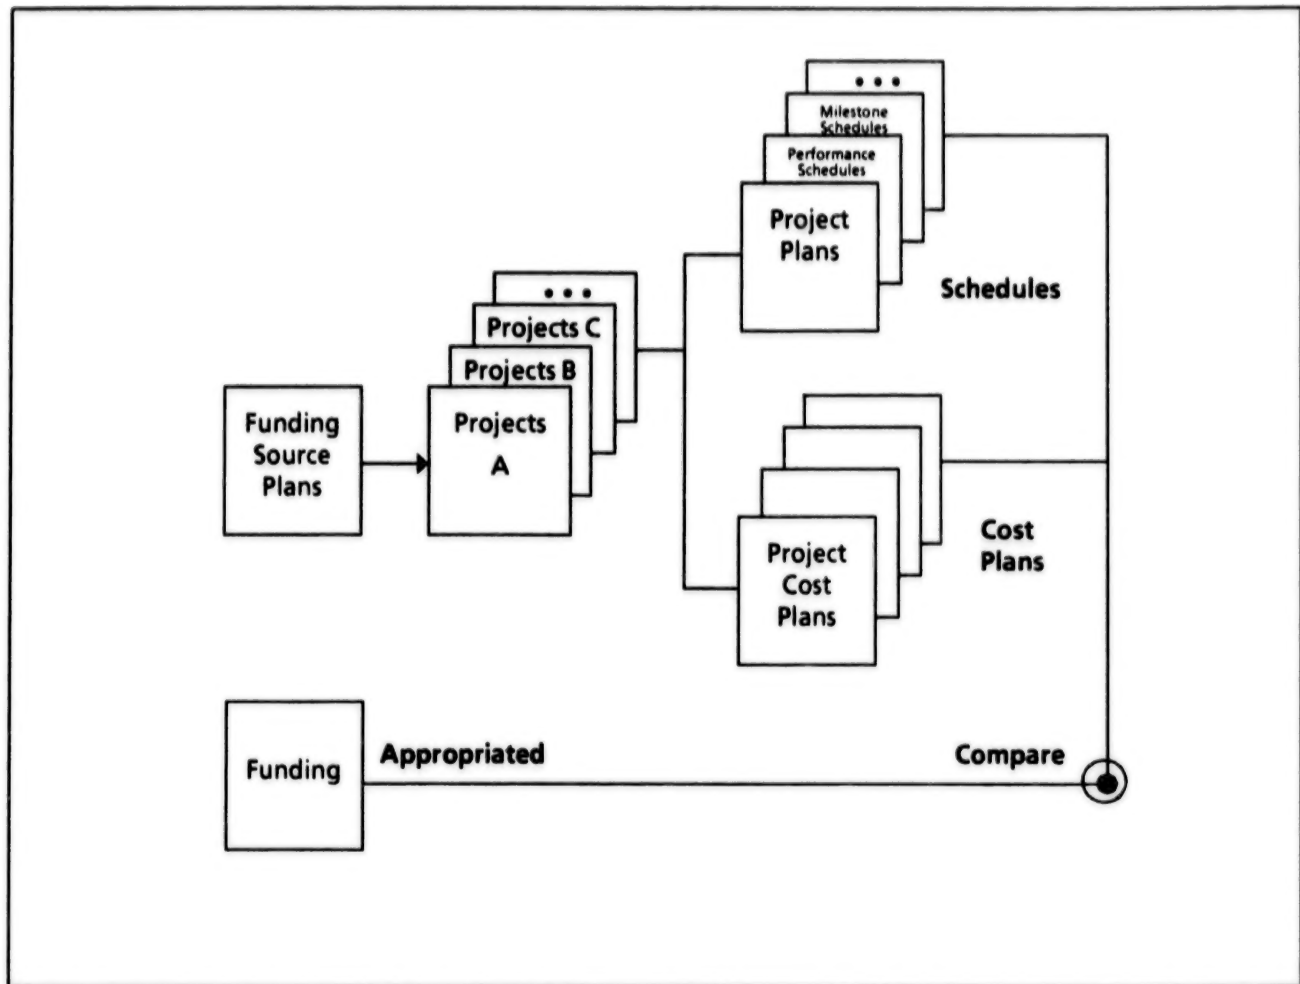 • • •
Milestone
Schedules
Performance
Schedules
Project
Plans
Schedules
• • •
Projects C
Projects B
Projects
A
Funding
Source
Plans
Project
Cost
Plans
Cost
Plans
Funding
Appropriated
Compare